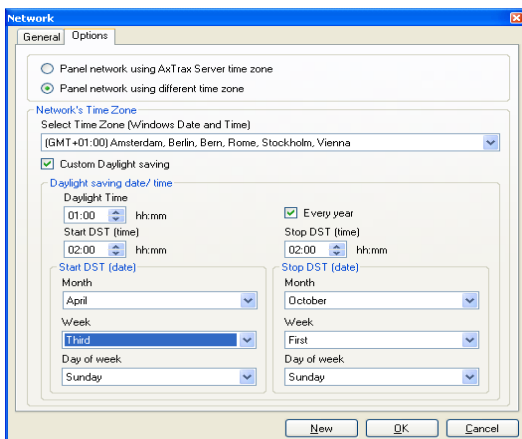 Network
General Options
Panel network using AxTrax Server time zone
Panel network using different time zone
Network's Time Zone
Select Time Zone (Windows Date and Time)
(GMT+01:00) Amsterdam, Berlin, Bern, Rome, Stockholm, Vienna
Custom Daylight saving
Daylight saving date/ time
Daylight Time
01:00 hh:mm Every year
Start DST (time) Stop DST (time)
02:00 hh:mm 02:00 hh:mm
Start DST (date) Stop DST (date)
Month Month
April October
Week Week
Third First
Day of week Day of week
Sunday Sunday
New OK Cancel